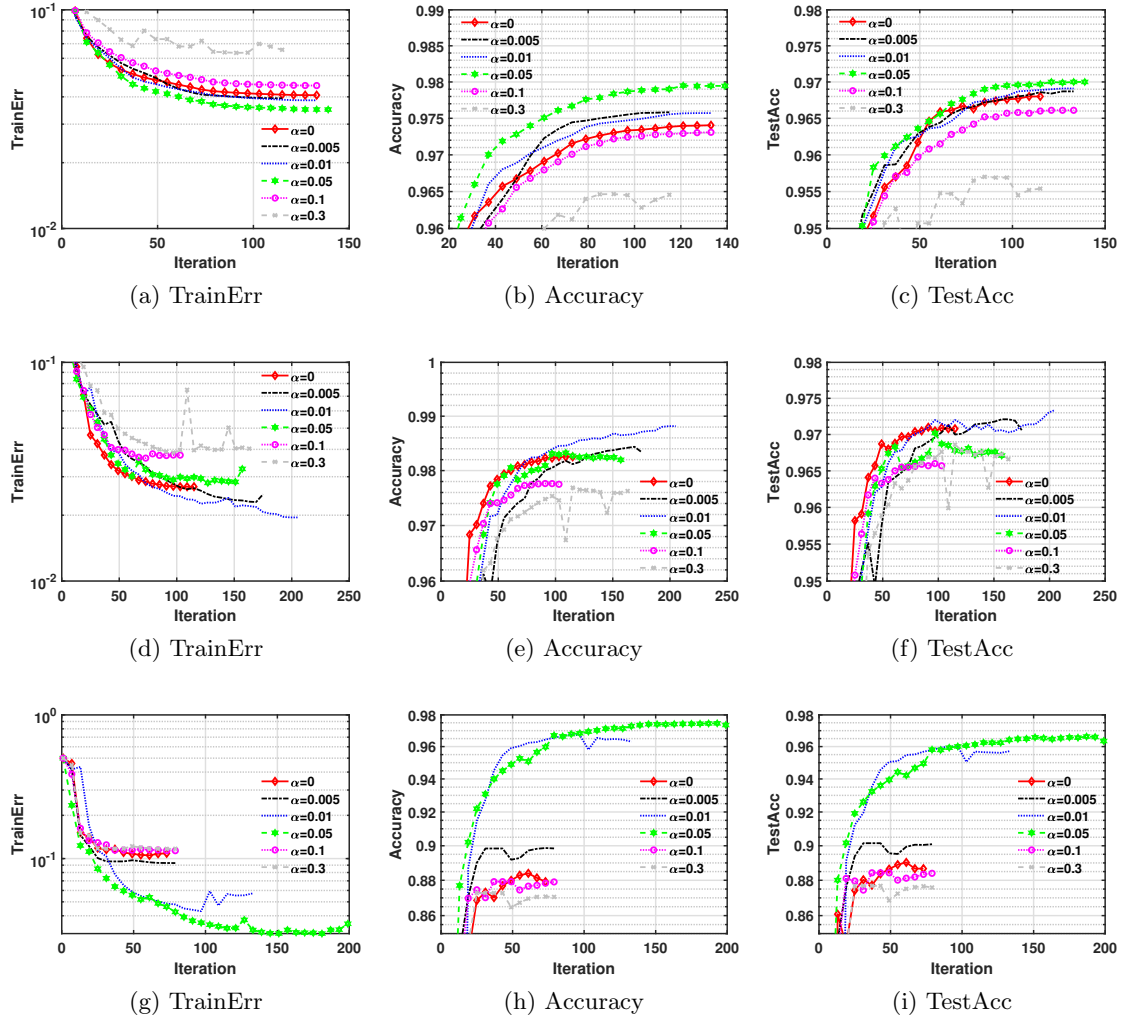 10^-1
10^-2
TrainErr
0 50 100 150
Iteration
α=0
α=0.005
α=0.01
α=0.05
α=0.1
α=0.3
(a) TrainErr
0.99
0.985
0.98
0.975
0.97
0.965
0.96
Accuracy
20 40 60 80 100 120 140
Iteration
α=0
α=0.005
α=0.01
α=0.05
α=0.1
α=0.3
(b) Accuracy
0.98
0.975
0.97
0.965
0.96
0.955
0.95
TestAcc
0 50 100 150
Iteration
α=0
α=0.005
α=0.01
α=0.05
α=0.1
α=0.3
(c) TestAcc
10^-1
10^-2
TrainErr
0 50 100 150 200 250
Iteration
α=0
α=0.005
α=0.01
α=0.05
α=0.1
α=0.3
(d) TrainErr
1
0.99
0.98
0.97
0.96
Accuracy
0 50 100 150 200 250
Iteration
α=0
α=0.005
α=0.01
α=0.05
α=0.1
α=0.3
(e) Accuracy
0.98
0.975
0.97
0.965
0.96
0.955
0.95
TestAcc
0 50 100 150 200 250
Iteration
α=0
α=0.005
α=0.01
α=0.05
α=0.1
α=0.3
(f) TestAcc
10^0
10^-1
TrainErr
0 50 100 150 200
Iteration
α=0
α=0.005
α=0.01
α=0.05
α=0.1
α=0.3
(g) TrainErr
0.98
0.96
0.94
0.92
0.9
0.88
0.86
Accuracy
0 50 100 150 200
Iteration
α=0
α=0.005
α=0.01
α=0.05
α=0.1
α=0.3
(h) Accuracy
0.98
0.96
0.94
0.92
0.9
0.88
0.86
TestAcc
0 50 100 150 200
Iteration
α=0
α=0.005
α=0.01
α=0.05
α=0.1
α=0.3
(i) TestAcc